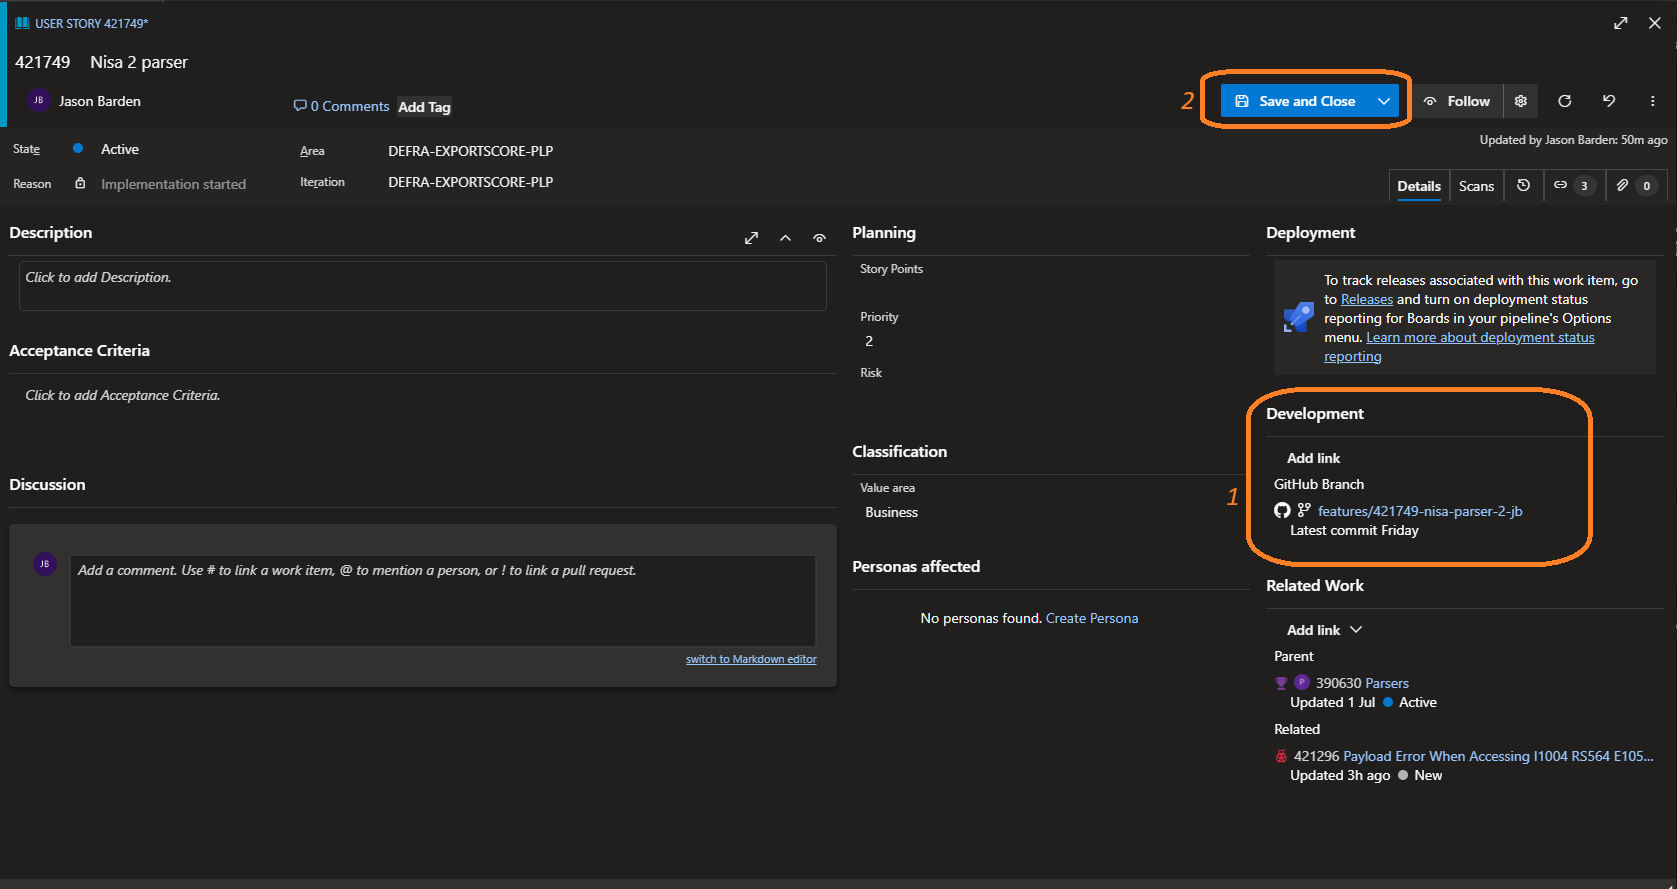 USER STORY 421749*
421749 Nisa 2 parser
JB Jason Barden
0 Comments Add Tag
2
Save and Close
Follow
State Active
Area DEFRA-EXPORTSCORE-PLP
Updated by Jason Barden: 50m ago
Reason Implementation started
Iteration DEFRA-EXPORTSCORE-PLP
Details Scans 3 0
Description
Click to add Description.
Acceptance Criteria
Click to add Acceptance Criteria.
Discussion
JB
Add a comment. Use # to link a work item, @ to mention a person, or ! to link a pull request.
switch to Markdown editor
Planning
Story Points
Priority
2
Risk
Classification
Value area
Business
Personas affected
No personas found. Create Persona
Deployment
To track releases associated with this work item, go
to Releases and turn on deployment status
reporting for Boards in your pipeline's Options
menu. Learn more about deployment status
reporting
1
Development
Add link
GitHub Branch
features/421749-nisa-parser-2-jb
Latest commit Friday
Related Work
Add link
Parent
P 390630 Parsers
Updated 1 Jul Active
Related
421296 Payload Error When Accessing I1004 RS564 E105...
Updated 3h ago New